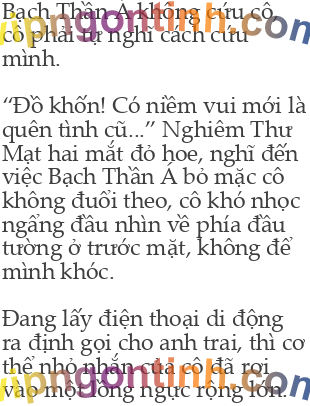 Bạch Thần A không cứu cô,
cô phải tự nghĩ cách cứu
mình.
“Đồ khốn! Có niềm vui mới là
quên tình cũ...” Nghiêm Thư
Mạt hai mắt đỏ hoe, nghĩ đến
việc Bạch Thần A bỏ mặc cô
không đuổi theo, cô khó nhọc
ngẩng đầu nhìn về phía đầu
tường ở trước mặt, không để
mình khóc.
Đang lấy điện thoại di động
ra định gọi cho anh trai, thì cơ
thể nhỏ nhắn của cô đã rơi
vào một lồng ngực rộng lớn.
vipngontinh.com
vipngontinh.com